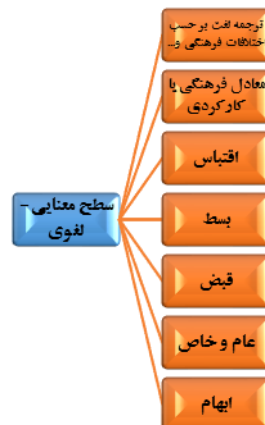 ترجمه لغت بر حسب
اختلافات فرهنگی و...
معادل فرهنگی یا
کارکردی
اقتباس
بسط
سطح معنایی-
لغوی
قبض
عام و خاص
ابهام